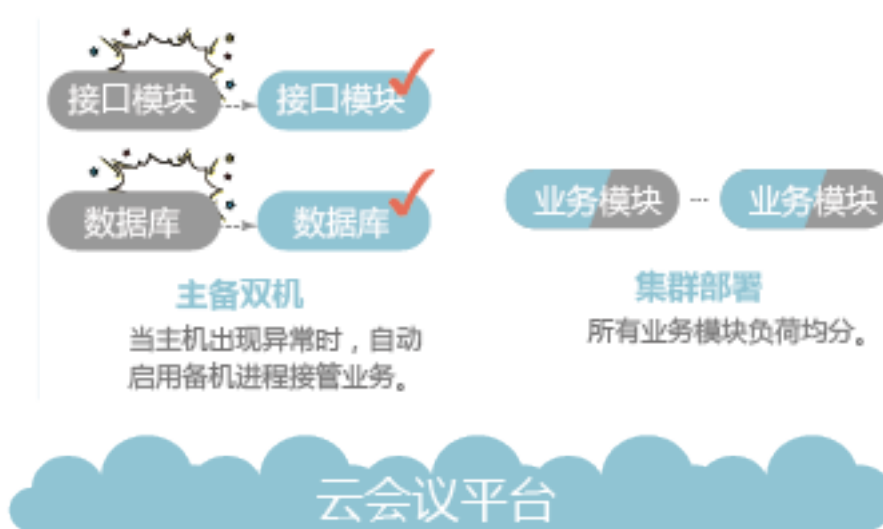 接口模块
接口模块
数据库
数据库
主备双机
当主机出现异常时，自动
启用备机进程接管业务。
业务模块
业务模块
集群部署
所有业务模块负荷均分。
云会议平台